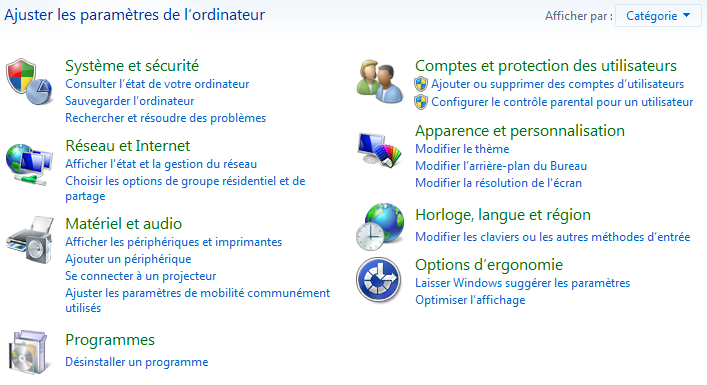 Ajuster les paramètres de l’ordinateur
Afficher par : Catégorie
Système et sécurité
Consulter l’état de votre ordinateur
Sauvegarder l’ordinateur
Rechercher et résoudre des problèmes
Réseau et Internet
Afficher l’état et la gestion du réseau
Choisir les options de groupe résidentiel et de
partage
Matériel et audio
Afficher les périphériques et imprimantes
Ajouter un périphérique
Se connecter à un projecteur
Ajuster les paramètres de mobilité communément
utilisés
Programmes
Désinstaller un programme
Comptes et protection des utilisateurs
Ajouter ou supprimer des comptes d’utilisateurs
Configurer le contrôle parental pour un utilisateur
Apparence et personnalisation
Modifier le thème
Modifier l’arrière-plan du Bureau
Modifier la résolution de l’écran
Horloge, langue et région
Modifier les claviers ou les autres méthodes d’entrée
Options d’ergonomie
Laisser Windows suggérer les paramètres
Optimiser l’affichage